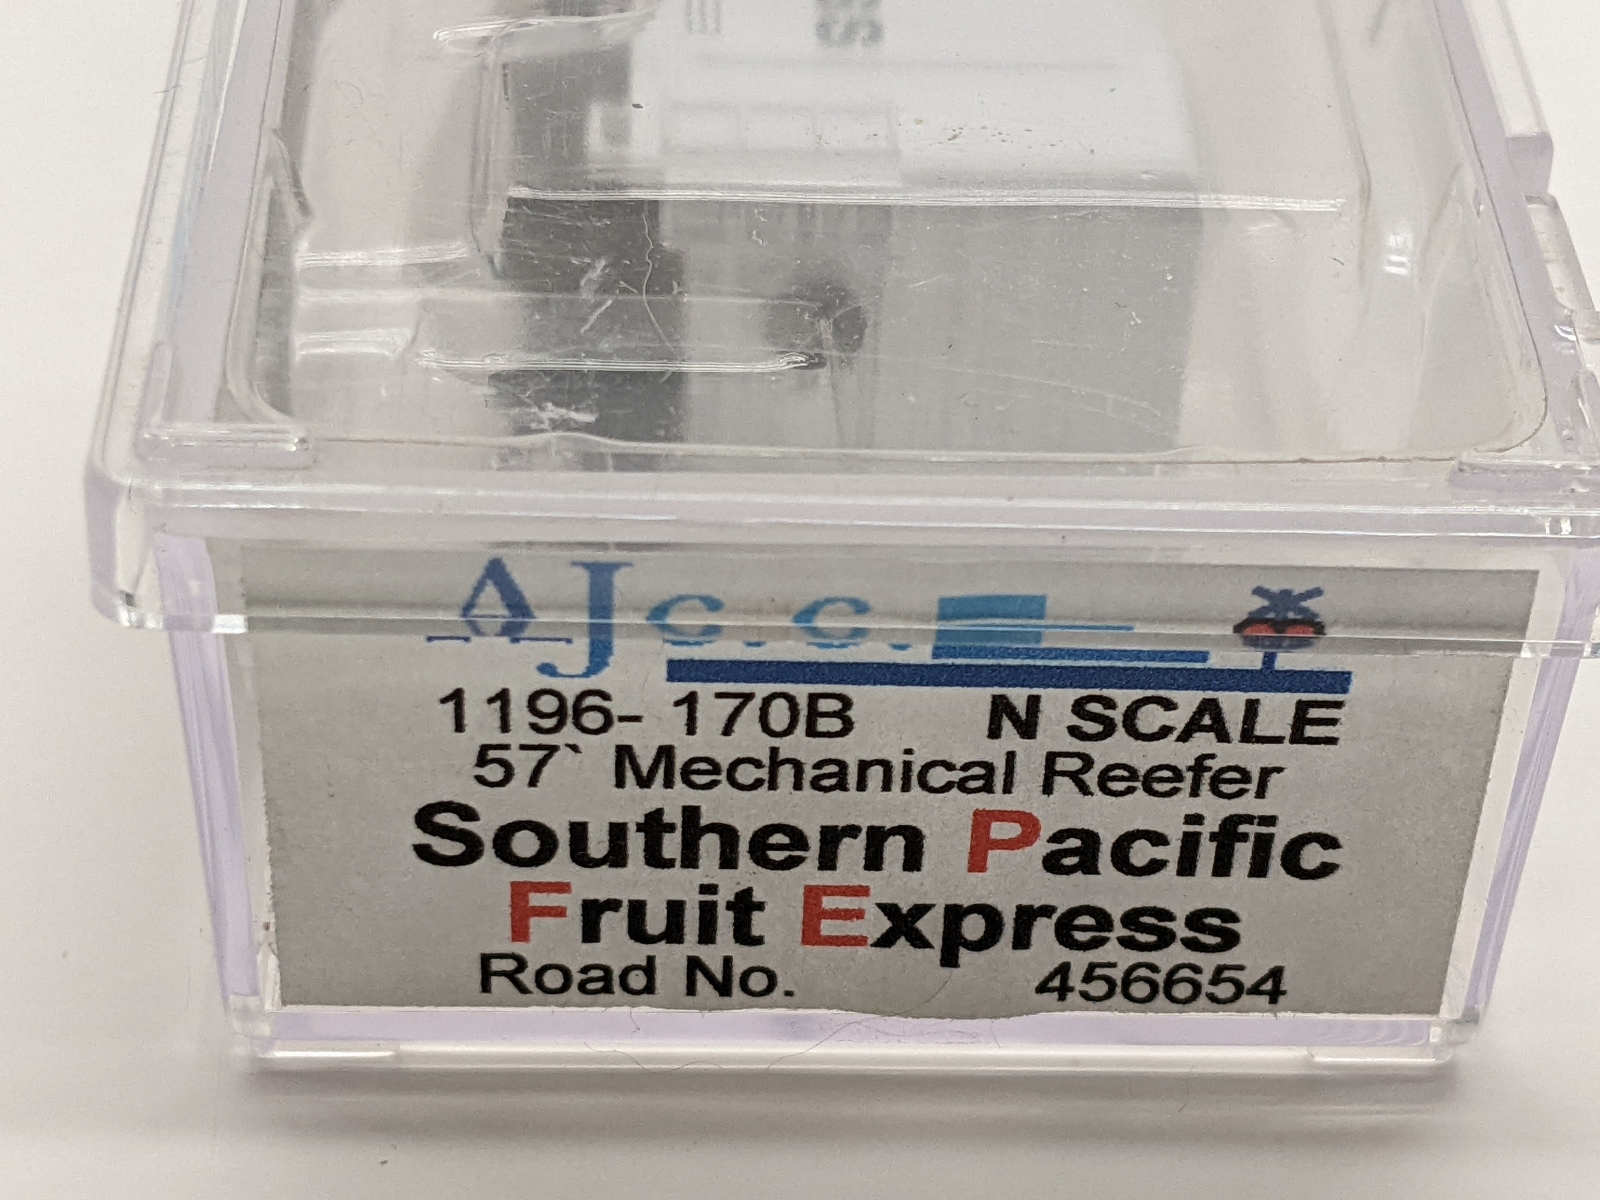 AJc.c.
1196- 170B N SCALE
57` Mechanical Reefer
Southern Pacific
Fruit Express
Road No. 456654